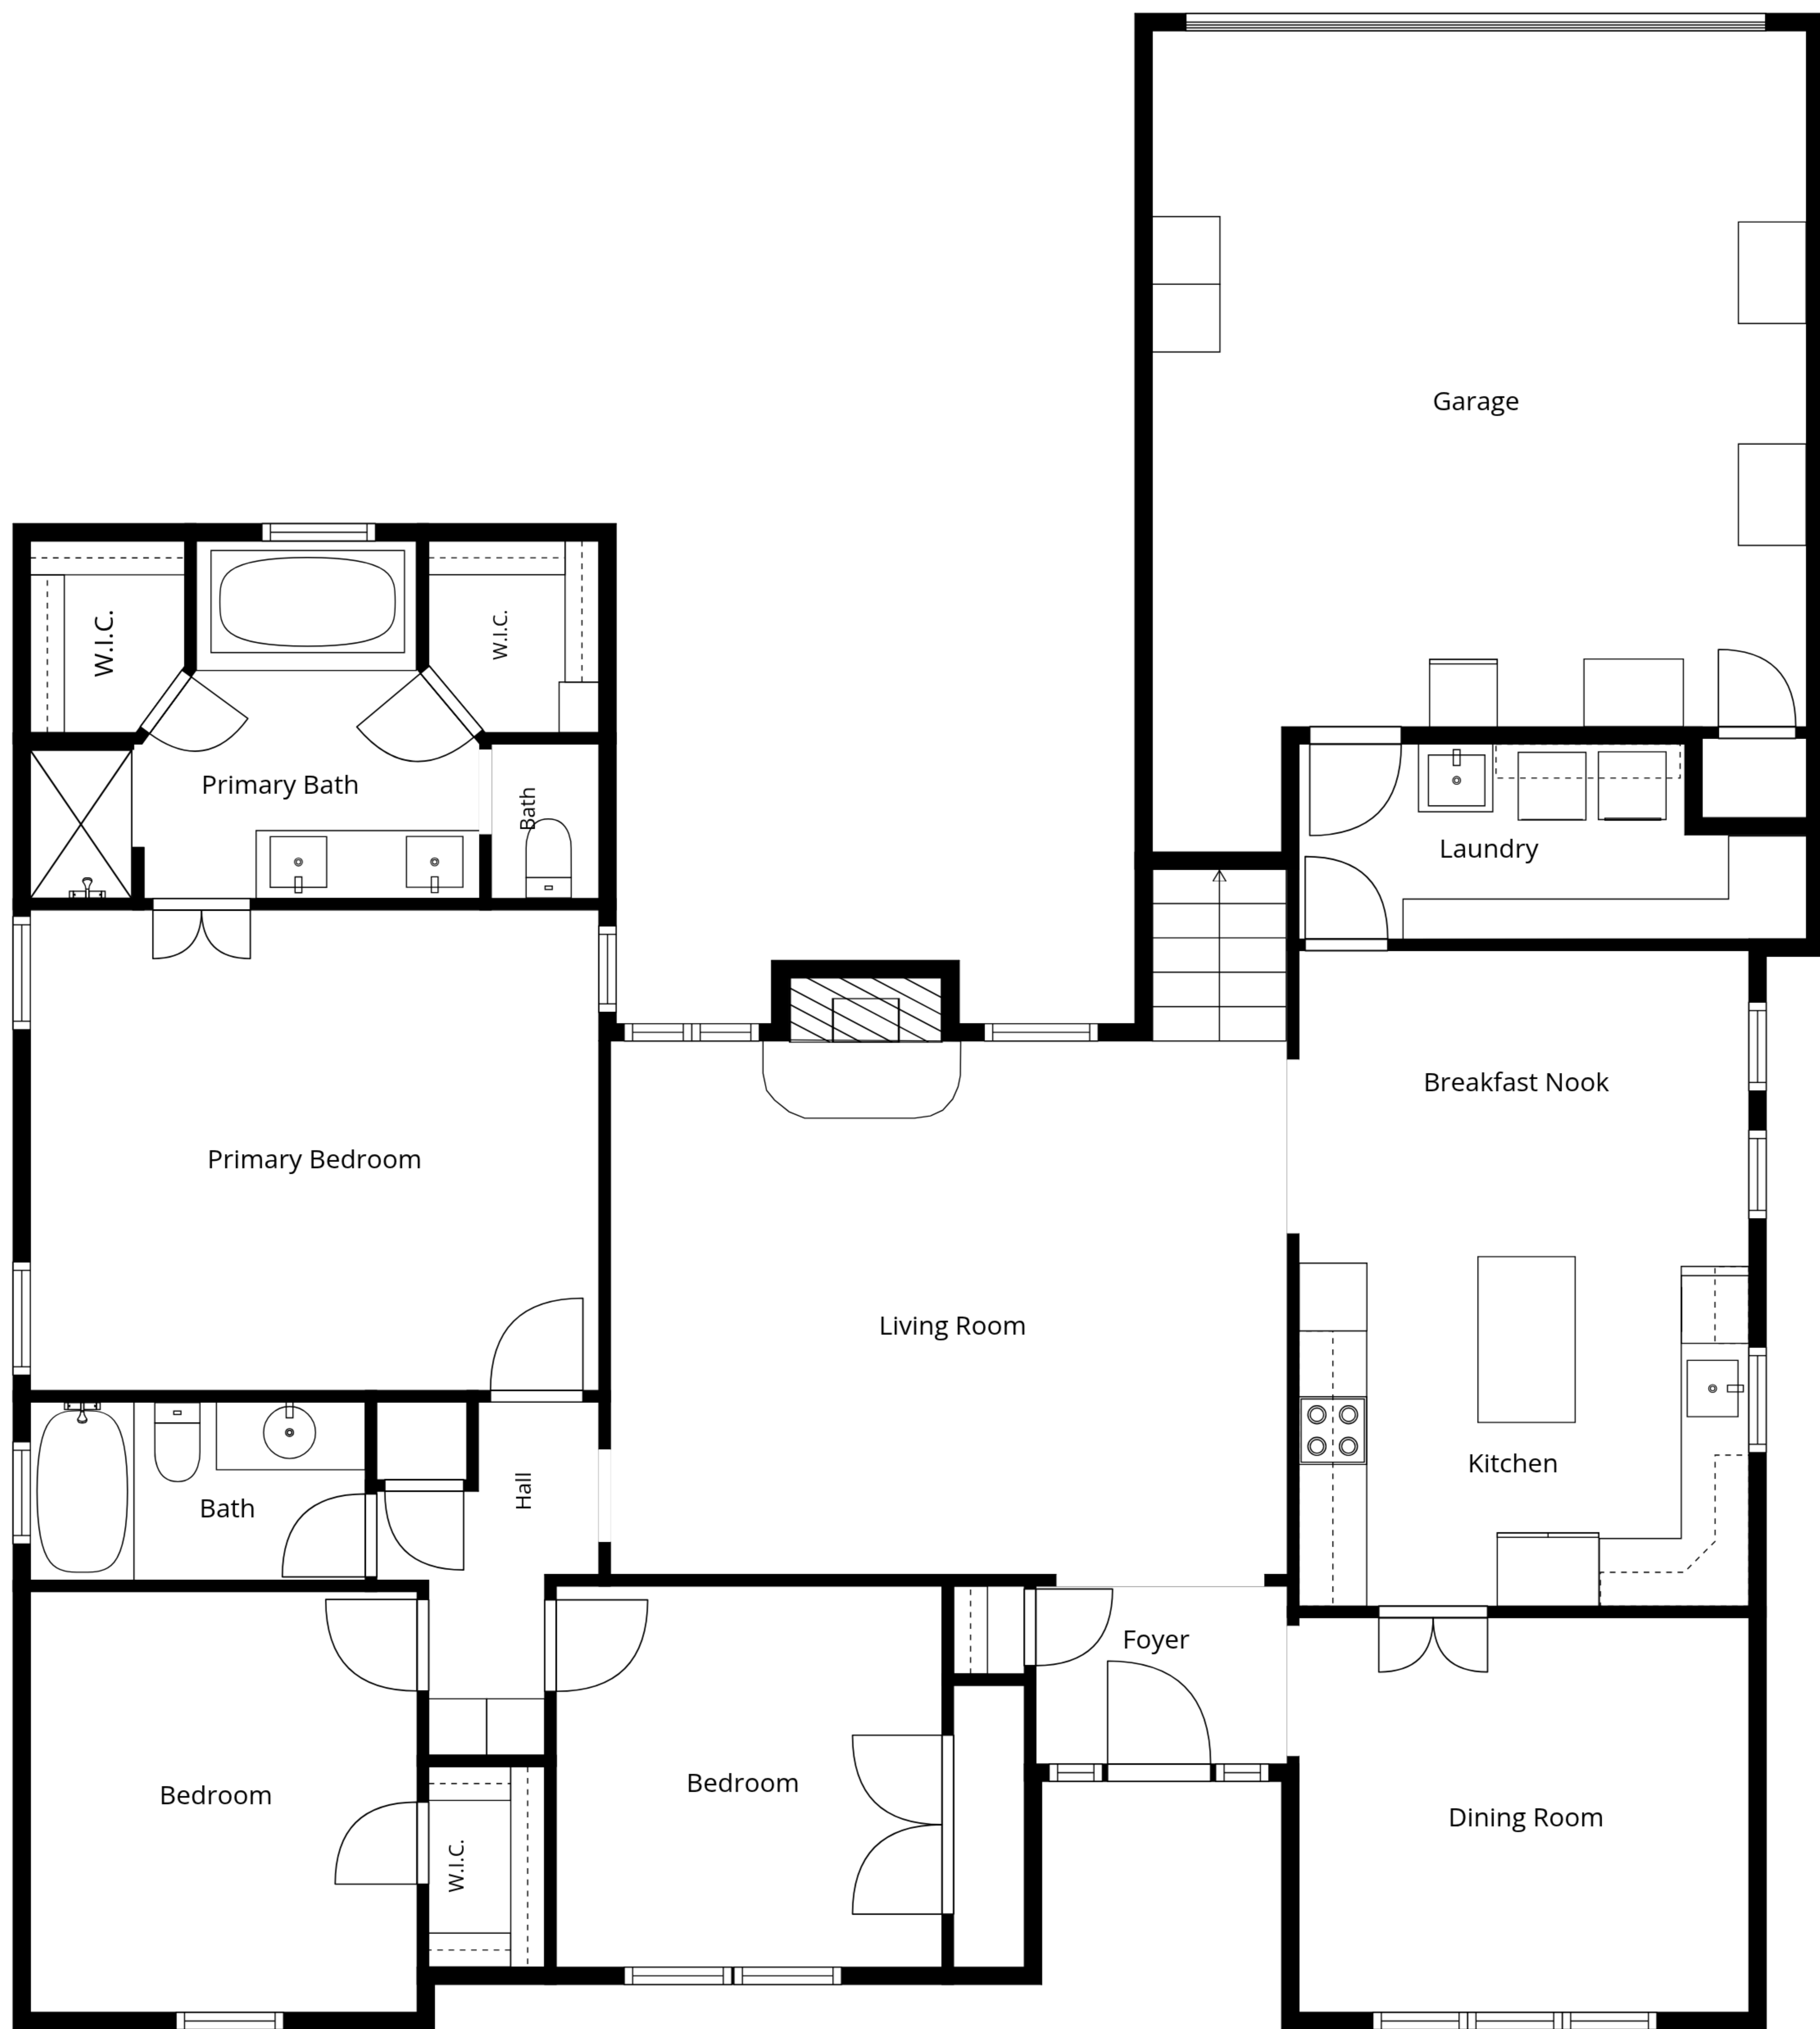 Garage
W.I.C.
W.I.C.
Primary Bath
Bath
Laundry
Breakfast Nook
Primary Bedroom
Living Room
Kitchen
Hall
Bath
Foyer
Bedroom
Bedroom
Dining Room
W.I.C.